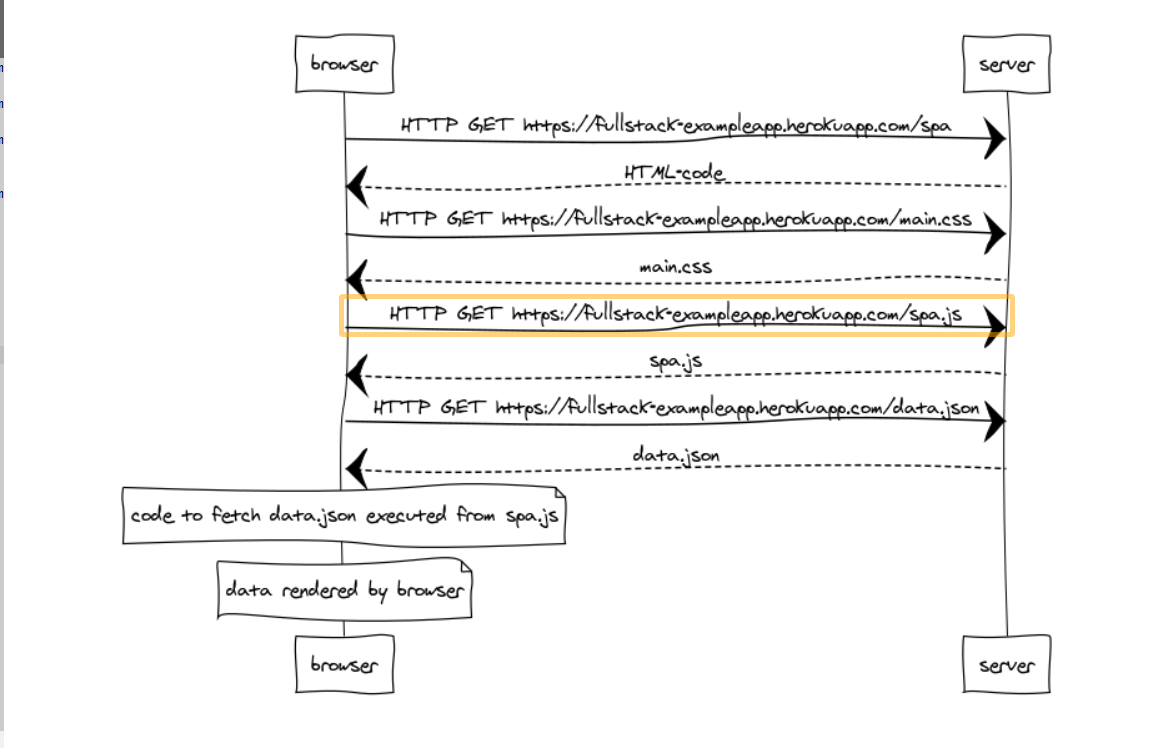 browser server
HTTP GET https://fullstack-exampleapp.herokuapp.com/spa
HTML-code
HTTP GET https://fullstack-exampleapp.herokuapp.com/main.css
main.css
HTTP GET https://fullstack-exampleapp.herokuapp.com/spa.js
spa.js
HTTP GET https://fullstack-exampleapp.herokuapp.com/data.json
data.json
code to fetch data.json executed from spa.js
data rendered by browser
browser server